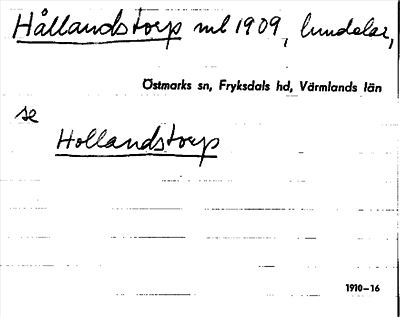 Hållandstorp ml 1909, lundelar,
Östmarks sn, Fryksdals hd, Värmlands län
se
Hollandstorp
1910-16